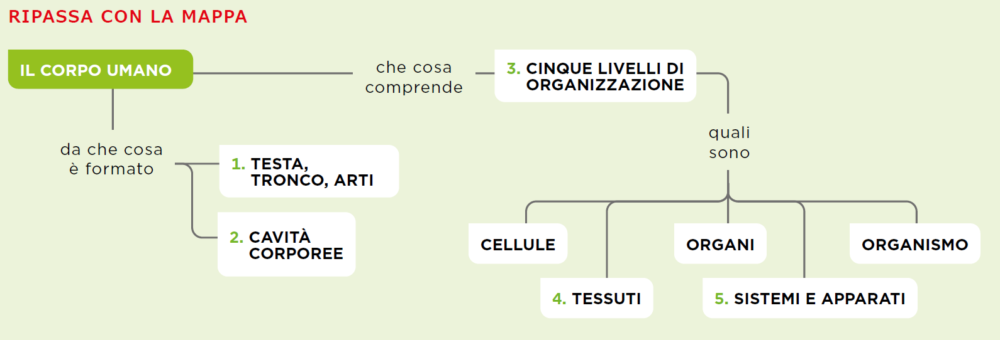 RIPASSA CON LA MAPPA
IL CORPO UMANO
che cosa
comprende
3. CINQUE LIVELLI DI
ORGANIZZAZIONE
da che cosa
è formato
1. TESTA,
TRONCO, ARTI
2. CAVITÀ
CORPOREE
quali
sono
CELLULE
4. TESSUTI
ORGANI
5. SISTEMI E APPARATI
ORGANISMO